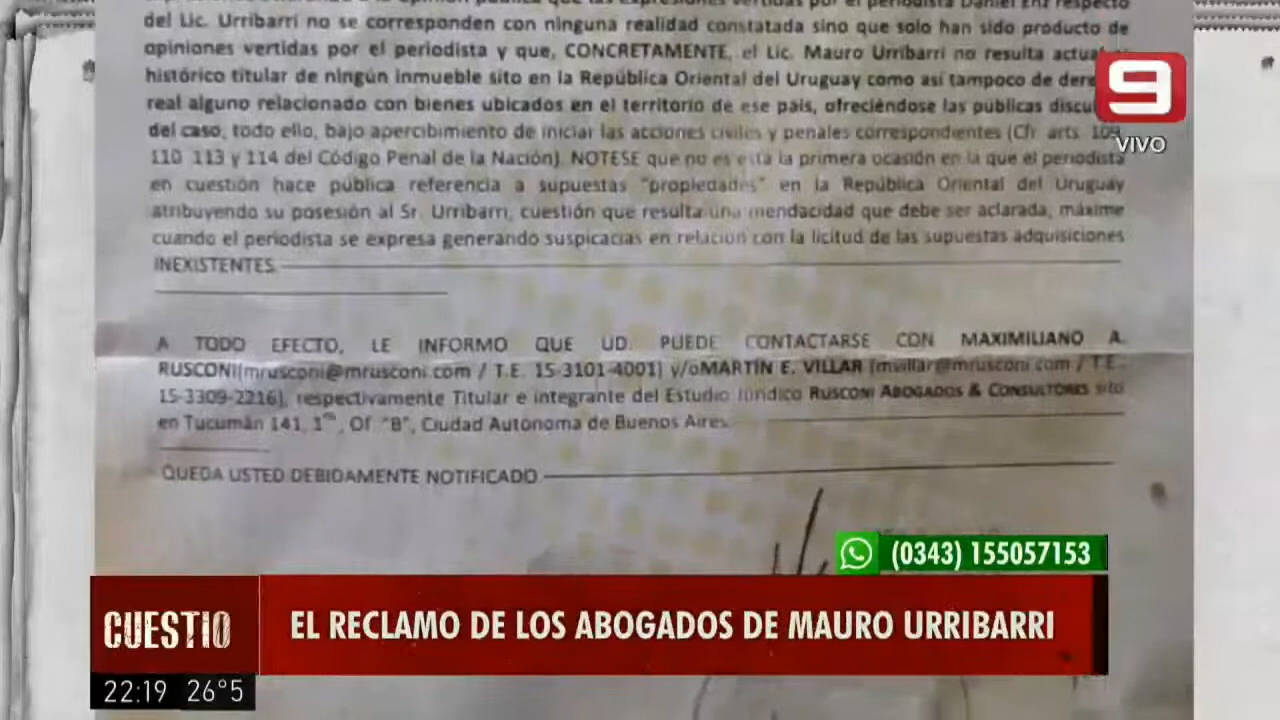 del Lic. Urribarri no se corresponden con ninguna realidad constatada sino que solo han sido producto de
opiniones vertidas por el periodista y que, CONCRETAMENTE, el Lic. Mauro Urribarri no resulta
histórico titular de ningún inmueble sito en la República Oriental del Uruguay como así tampoco de
real alguno relacionado con bienes ubicados en el territorio de ese país, ofreciéndose las públicas
del caso, todo ello, bajo apercibimiento de iniciar las acciones civiles y penales correspondientes (Cfr. arts. 109,
110 113 y 114 del Código Penal de la Nación). NOTESE que no es esta la primera ocasión en la que el periodista
en cuestión hace pública referencia a supuestas "propiedades" en la República Oriental del Uruguay
atribuyendo su posesión al Sr. Urribarri, cuestión que resulta una mendacidad que debe ser aclarada, máxime
cuando el periodista se expresa generando suspicacias en relación con la licitud de las supuestas adquisiciones
INEXISTENTES.
A TODO EFECTO, LE INFORMO QUE UD. PUEDE CONTACTARSE CON MAXIMILIANO A.
RUSCONI(mrusconi@mrusconi.com / T.E. 15-3101-4001) y/oMARTÍN E. VILLAR (mvillar@mrusconi.com / T.E.
15-3309-2216), respectivamente Titular e integrante del Estudio Jurídico RUSCONI ABOGADOS & CONSULTORES sito
en Tucumán 141, 1°, Of. "B", Ciudad Autónoma de Buenos Aires.
QUEDA USTED DEBIDAMENTE NOTIFICADO
9
VIVO
(0343) 155057153
CUESTIO
EL RECLAMO DE LOS ABOGADOS DE MAURO URRIBARRI
22:19 26°5